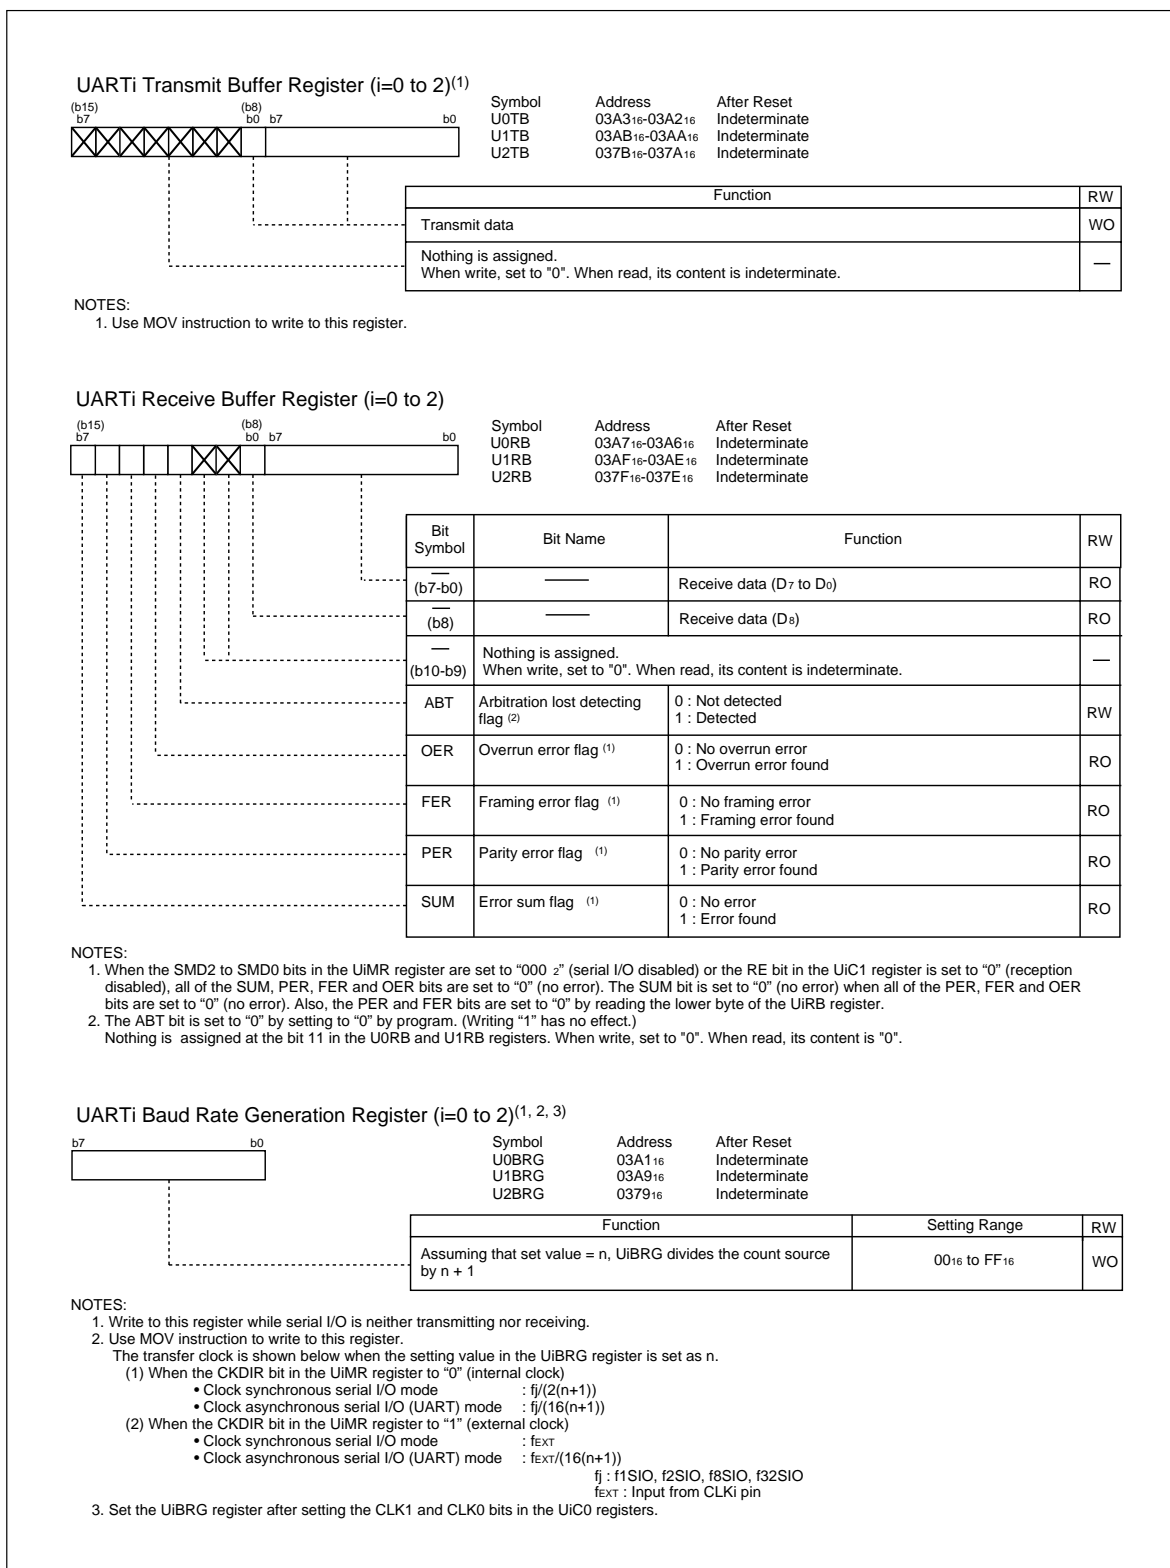 UARTi Transmit Buffer Register (i=0 to 2)(1)
(b15) (b8)
b7 b0 b7 b0
Symbol Address After Reset
U0TB 03A316-03A216 Indeterminate
U1TB 03AB16-03AA16 Indeterminate
U2TB 037B16-037A16 Indeterminate
Function RW
Transmit data WO
Nothing is assigned.
When write, set to "0". When read, its content is indeterminate. —
NOTES:
1. Use MOV instruction to write to this register.
UARTi Receive Buffer Register (i=0 to 2)
(b15) (b8)
b7 b0 b7 b0
Symbol Address After Reset
U0RB 03A716-03A616 Indeterminate
U1RB 03AF16-03AE16 Indeterminate
U2RB 037F16-037E16 Indeterminate
Bit Symbol Bit Name Function RW
— (b7-b0) — Receive data (D7 to D0) RO
— (b8) — Receive data (D8) RO
— (b10-b9) Nothing is assigned.
When write, set to "0". When read, its content is indeterminate. —
ABT Arbitration lost detecting flag (2) 0 : Not detected
1 : Detected RW
OER Overrun error flag (1) 0 : No overrun error
1 : Overrun error found RO
FER Framing error flag (1) 0 : No framing error
1 : Framing error found RO
PER Parity error flag (1) 0 : No parity error
1 : Parity error found RO
SUM Error sum flag (1) 0 : No error
1 : Error found RO
NOTES:
1. When the SMD2 to SMD0 bits in the UiMR register are set to “000 2” (serial I/O disabled) or the RE bit in the UiC1 register is set to “0” (reception
disabled), all of the SUM, PER, FER and OER bits are set to “0” (no error). The SUM bit is set to “0” (no error) when all of the PER, FER and OER
bits are set to “0” (no error). Also, the PER and FER bits are set to “0” by reading the lower byte of the UiRB register.
2. The ABT bit is set to “0” by setting to “0” by program. (Writing “1” has no effect.)
Nothing is assigned at the bit 11 in the U0RB and U1RB registers. When write, set to "0". When read, its content is "0".
UARTi Baud Rate Generation Register (i=0 to 2)(1, 2, 3)
b7 b0
Symbol Address After Reset
U0BRG 03A116 Indeterminate
U1BRG 03A916 Indeterminate
U2BRG 037916 Indeterminate
Function Setting Range RW
Assuming that set value = n, UiBRG divides the count source
by n + 1 0016 to FF16 WO
NOTES:
1. Write to this register while serial I/O is neither transmitting nor receiving.
2. Use MOV instruction to write to this register.
The transfer clock is shown below when the setting value in the UiBRG register is set as n.
(1) When the CKDIR bit in the UiMR register to “0” (internal clock)
• Clock synchronous serial I/O mode : fj/(2(n+1))
• Clock asynchronous serial I/O (UART) mode : fj/(16(n+1))
(2) When the CKDIR bit in the UiMR register to “1” (external clock)
• Clock synchronous serial I/O mode : fEXT
• Clock asynchronous serial I/O (UART) mode : fEXT/(16(n+1))
fj : f1SIO, f2SIO, f8SIO, f32SIO
fEXT : Input from CLKi pin
3. Set the UiBRG register after setting the CLK1 and CLK0 bits in the UiC0 registers.